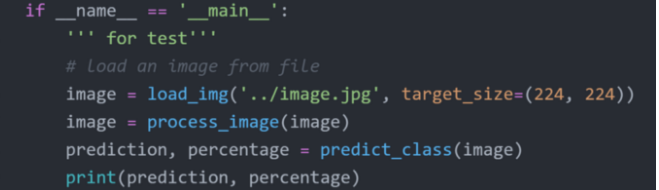 if __name__ == '__main__':
    ''' for test'''
    # load an image from file
    image = load_img('../image.jpg', target_size=(224, 224))
    image = process_image(image)
    prediction, percentage = predict_class(image)
    print(prediction, percentage)